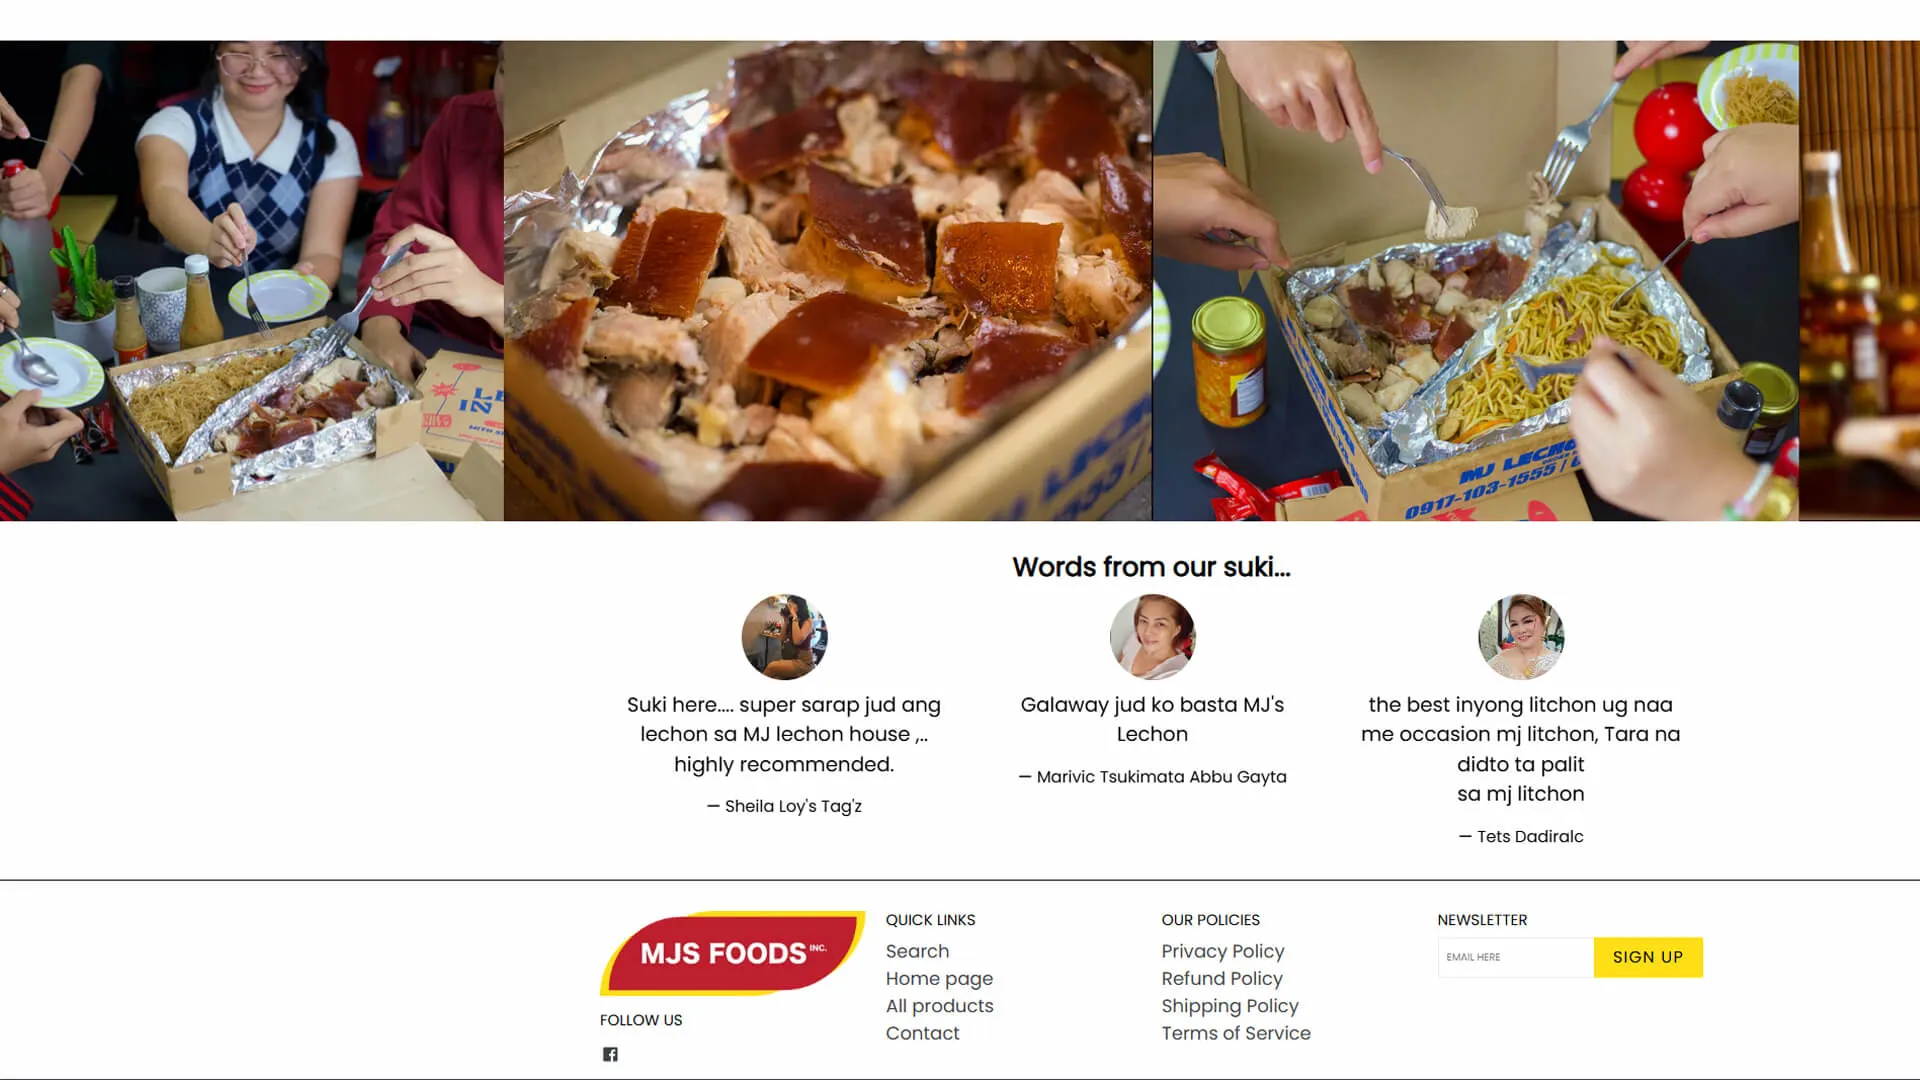 MJ LECHO
0917-103-1555 /
Words from our suki...
Suki here.... super sarap jud ang
lechon sa MJ lechon house ,..
highly recommended.
— Sheila Loy's Tag'z
Galaway jud ko basta MJ's
Lechon
— Marivic Tsukimata Abbu Gayta
the best inyong litchon ug naa
me occasion mj litchon, Tara na
didto ta palit
sa mj litchon
— Tets Dadiralc
MJS FOODS INC.
FOLLOW US
QUICK LINKS
Search
Home page
All products
Contact
OUR POLICIES
Privacy Policy
Refund Policy
Shipping Policy
Terms of Service
NEWSLETTER
EMAIL HERE
SIGN UP